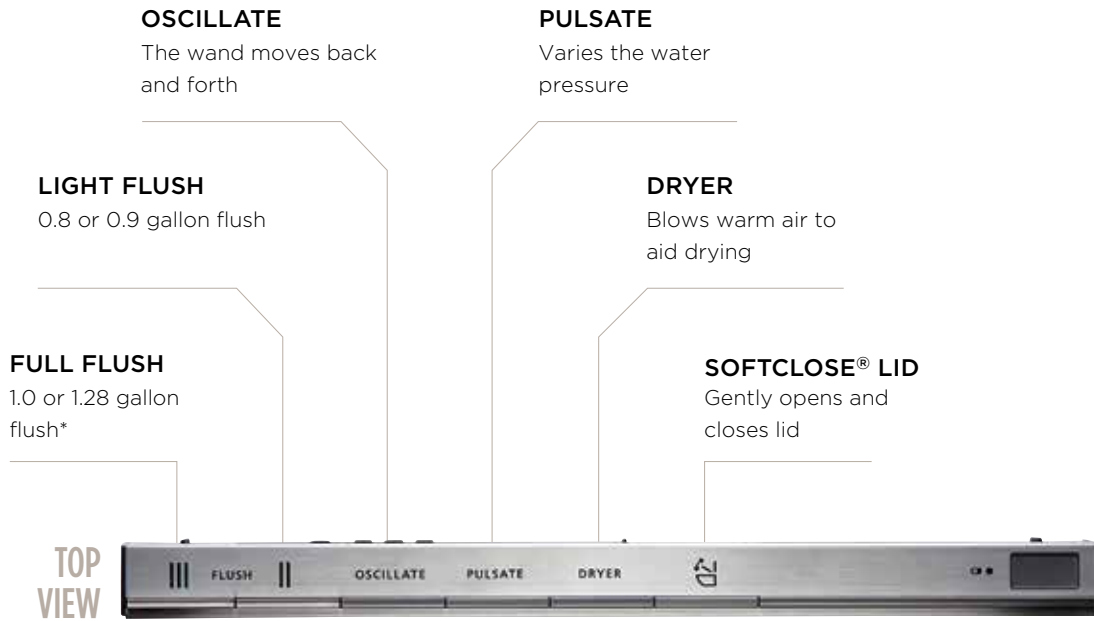 OSCILLATE
The wand moves back
and forth
PULSATE
Varies the water
pressure
LIGHT FLUSH
0.8 or 0.9 gallon flush
DRYER
Blows warm air to
aid drying
FULL FLUSH
1.0 or 1.28 gallon
flush*
SOFTCLOSE® LID
Gently opens and
closes lid
TOP
VIEW
FLUSH OSCILLATE PULSATE DRYER